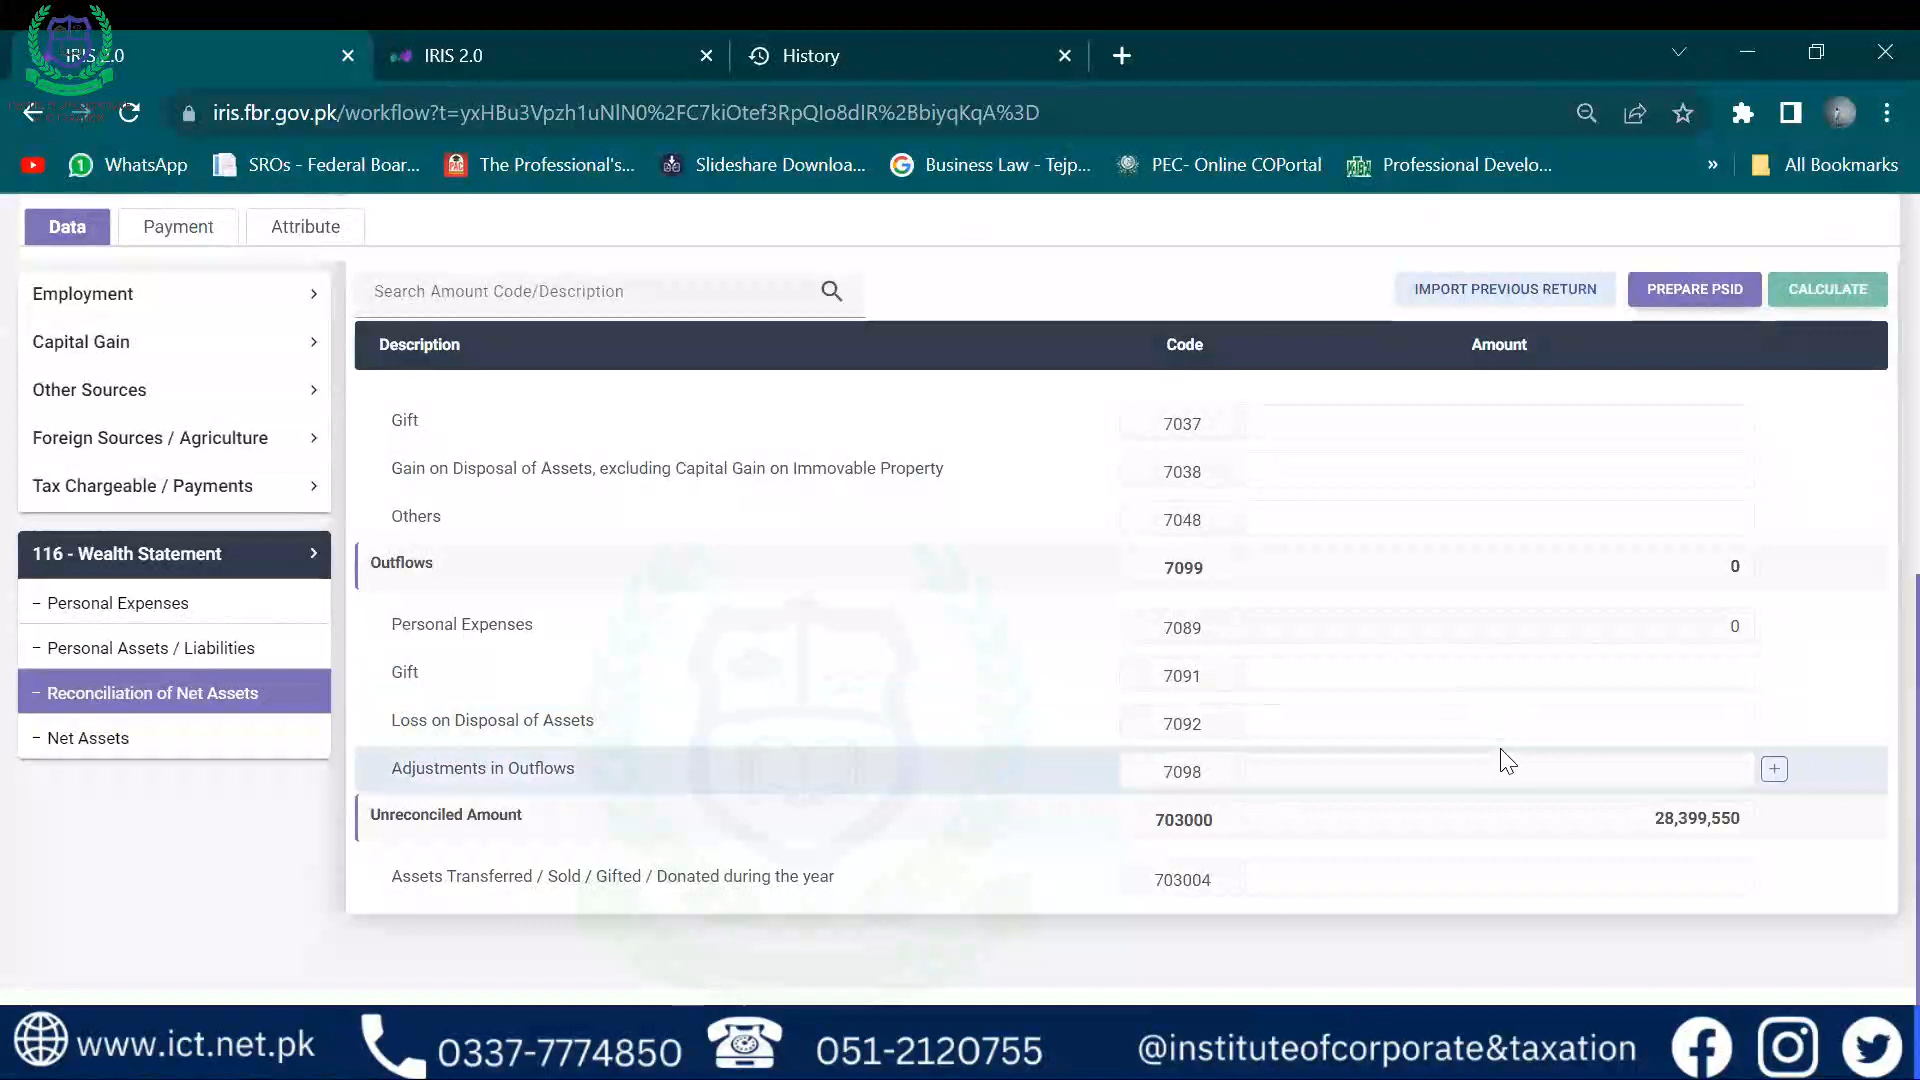 IRIS 2.0
IRIS 2.0
History
iris.fbr.gov.pk/workflow?t=yxHBu3Vpzh1uNlN0%2FC7kiOtef3RpQIo8dIR%2BbiyqKqA%3D
WhatsApp
SROs - Federal Boar...
The Professional's...
Slideshare Downloa...
Business Law - Tejp...
PEC- Online COPortal
Professional Develo...
»
All Bookmarks
Data
Payment
Attribute
Employment
Capital Gain
Other Sources
Foreign Sources / Agriculture
Tax Chargeable / Payments
116 - Wealth Statement
– Personal Expenses
– Personal Assets / Liabilities
– Reconciliation of Net Assets
– Net Assets
Search Amount Code/Description
IMPORT PREVIOUS RETURN
PREPARE PSID
CALCULATE
Description Code Amount
Gift 7037
Gain on Disposal of Assets, excluding Capital Gain on Immovable Property 7038
Others 7048
Outflows 7099 0
Personal Expenses 7089 0
Gift 7091
Loss on Disposal of Assets 7092
Adjustments in Outflows 7098
Unreconciled Amount 703000 28,399,550
Assets Transferred / Sold / Gifted / Donated during the year 703004
www.ict.net.pk
0337-7774850
051-2120755
@instituteofcorporate&taxation